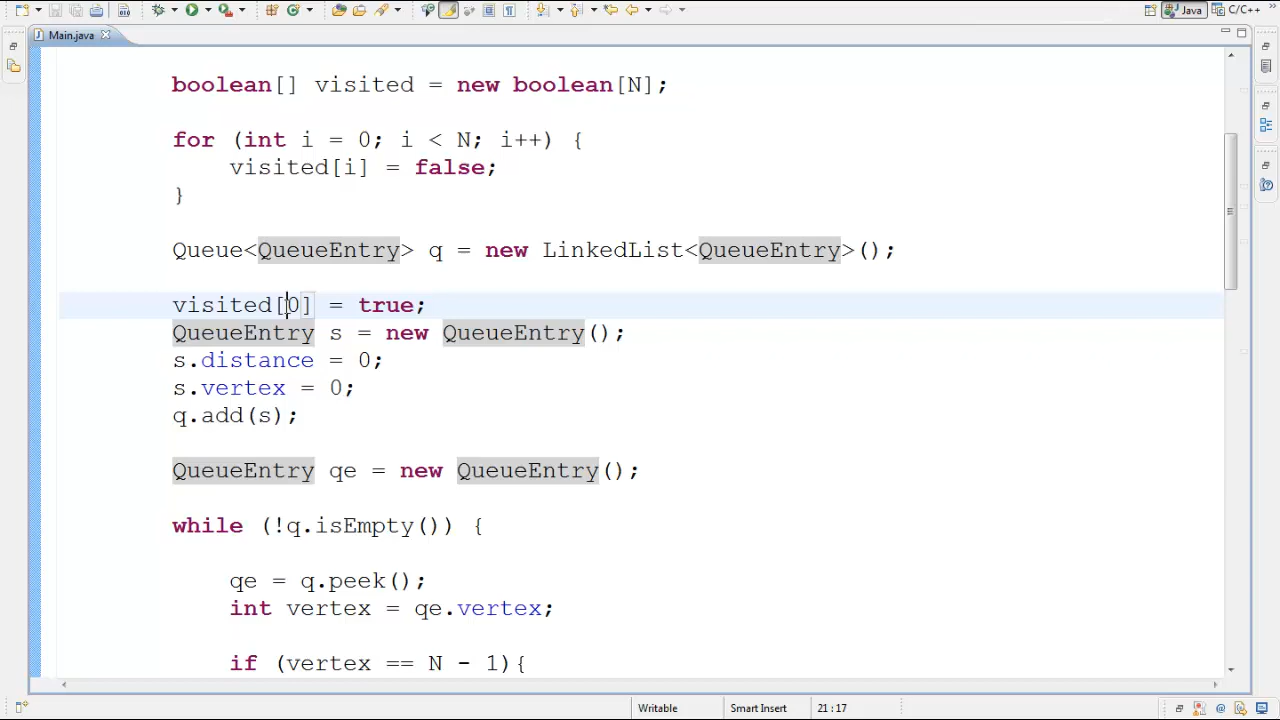 Java
C/C++
Main.java
boolean[] visited = new boolean[N];
for (int i = 0; i < N; i++) {
visited[i] = false;
}
Queue<QueueEntry> q = new LinkedList<QueueEntry>();
visited[0] = true;
QueueEntry s = new QueueEntry();
s.distance = 0;
s.vertex = 0;
q.add(s);
QueueEntry qe = new QueueEntry();
while (!q.isEmpty()) {
qe = q.peek();
int vertex = qe.vertex;
if (vertex == N - 1){
Writable
Smart Insert
21 : 17